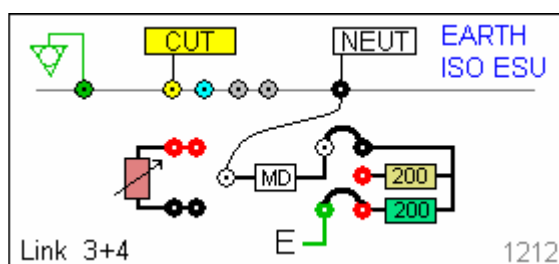 CUT
NEUT
EARTH
ISO ESU
MD
200
200
E
Link 3+4
1212